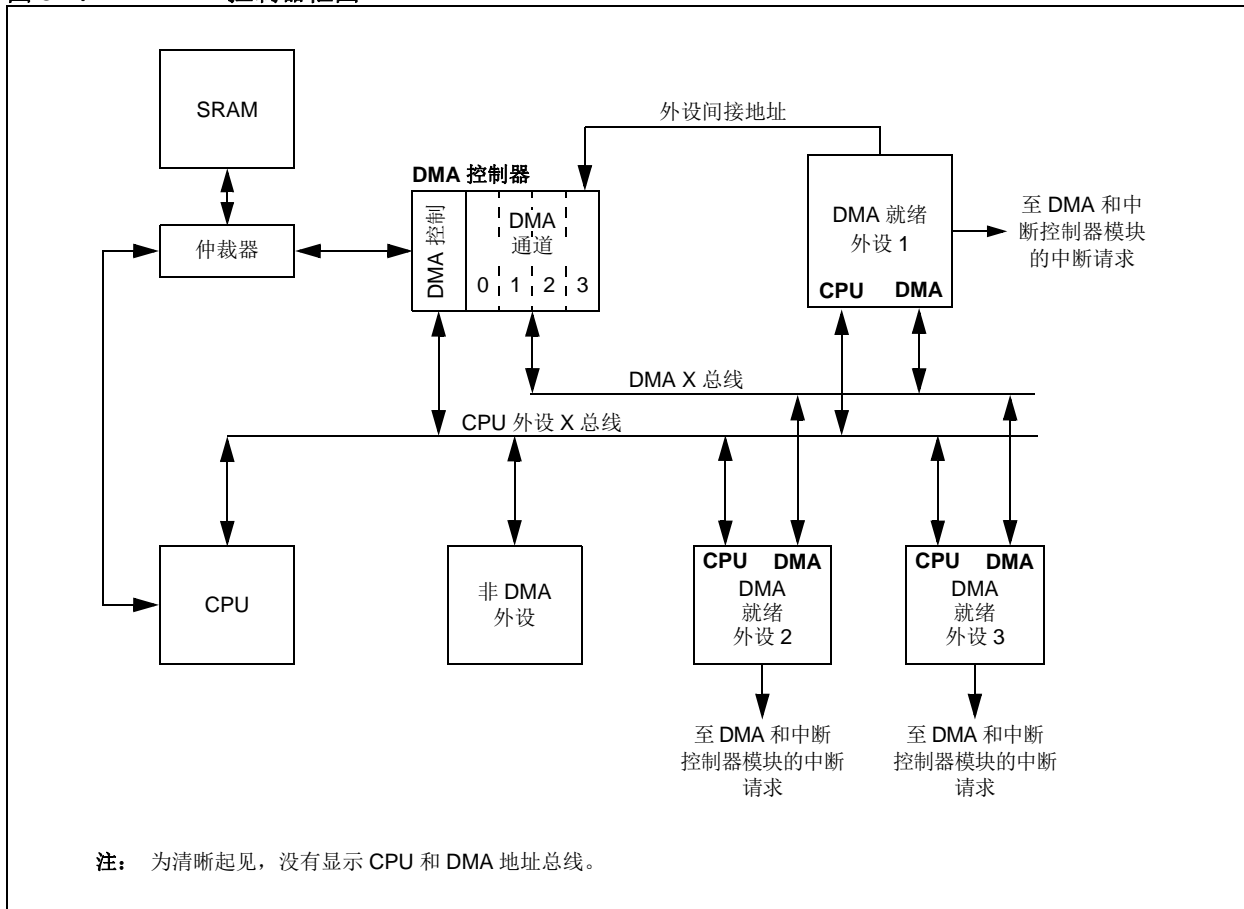 控制器框图
SRAM
外设间接地址
DMA 控制器
DMA 控制
DMA
通道
0 1 2 3
仲裁器
DMA 就绪
外设 1
CPU DMA
至 DMA 和中
断控制器模块
的中断请求
DMA X 总线
CPU 外设 X 总线
CPU
非 DMA
外设
CPU DMA
DMA
就绪
外设 2
CPU DMA
DMA
就绪
外设 3
至 DMA 和中断
控制器模块的中断
请求
至 DMA 和中断
控制器模块的中断
请求
注： 为清晰起见，没有显示 CPU 和 DMA 地址总线。